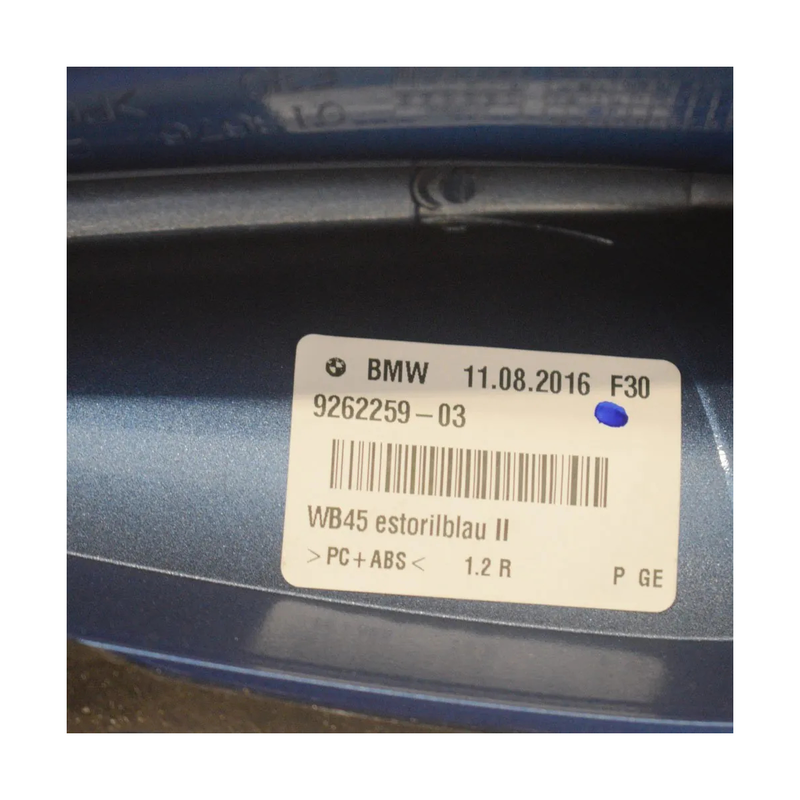 BMW 11.08.2016 F30
9262259-03
WB45 estorilblau II
>PC+ABS< 1.2 R P GE